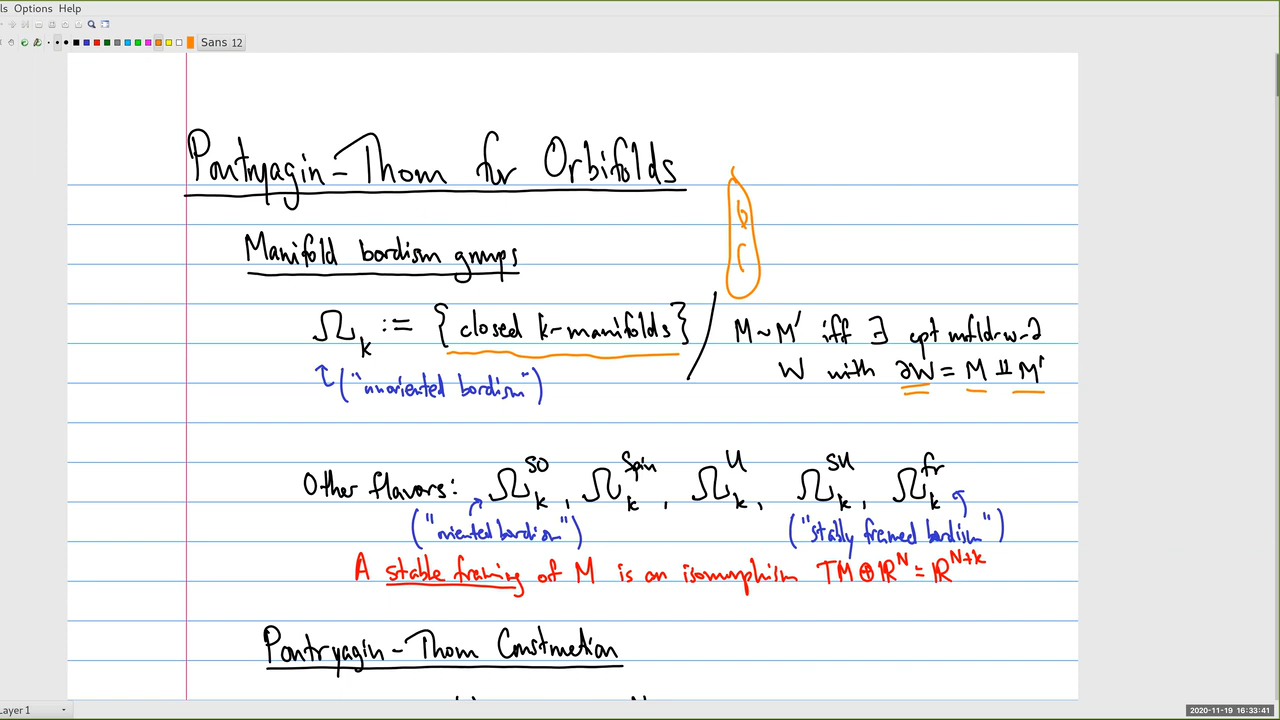 ls Options Help
Sans 12
Pontryagin-Thom for Orbifolds
Manifold bordism groups
Ω_k := { closed k-manifolds } / M ~ M' iff ∃ cpt mfld-w-∂
W with ∂W = M ⨿ M'
("unoriented bordism")
Other flavors: Ω_k^SO, Ω_k^Spin, Ω_k^U, Ω_k^SU, Ω_k^fr
("oriented bordism") ("stably framed bordism")
A stable framing of M is an isomorphism TM ⊕ ℝ^N = ℝ^{N+k}
Pontryagin-Thom Construction
ayer 1
2020-11-19 16:33:41